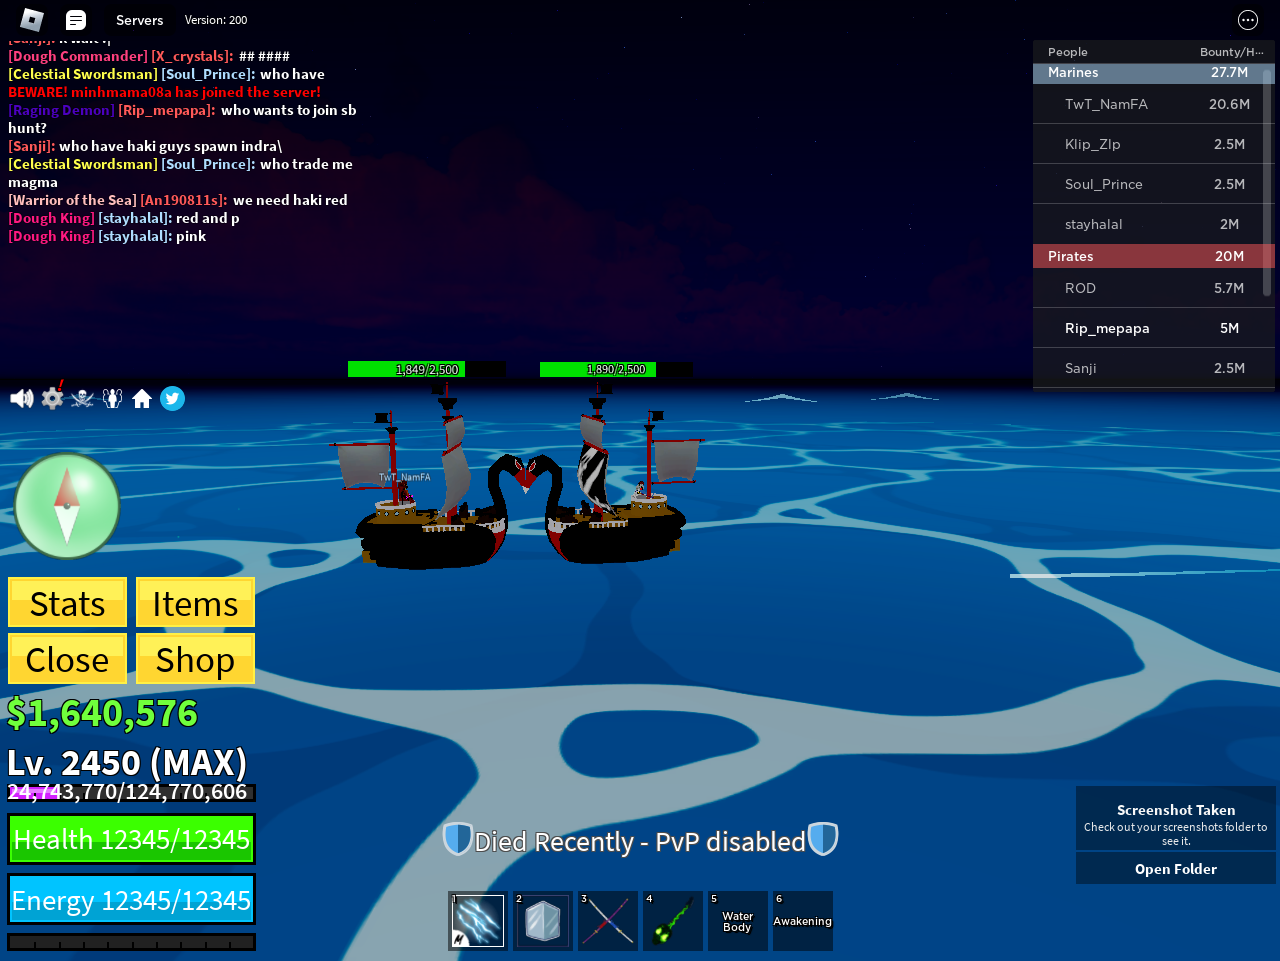 Servers
Version: 200
[Sanji]:
[Dough Commander] [X_crystals]: ## ####
[Celestial Swordsman] [Soul_Prince]: who have
BEWARE! minhmama08a has joined the server!
[Raging Demon] [Rip_mepapa]: who wants to join sb
hunt?
[Sanji]: who have haki guys spawn indra\
[Celestial Swordsman] [Soul_Prince]: who trade me
magma
[Warrior of the Sea] [An190811s]: we need haki red
[Dough King] [stayhalal]: red and p
[Dough King] [stayhalal]: pink
People Bounty/H...
Marines 27.7M
TwT_NamFA 20.6M
Klip_Zlp 2.5M
Soul_Prince 2.5M
stayhalal 2M
Pirates 20M
ROD 5.7M
Rip_mepapa 5M
Sanji 2.5M
1,849/2,500
1,890/2,500
TwT_NamFA
Stats
Items
Close
Shop
$1,640,576
Lv. 2450 (MAX)
24,743,770/124,770,606
Health 12345/12345
Energy 12345/12345
Died Recently - PvP disabled
1
2
3
4
5
Water
Body
6
Awakening
Screenshot Taken
Check out your screenshots folder to
see it.
Open Folder